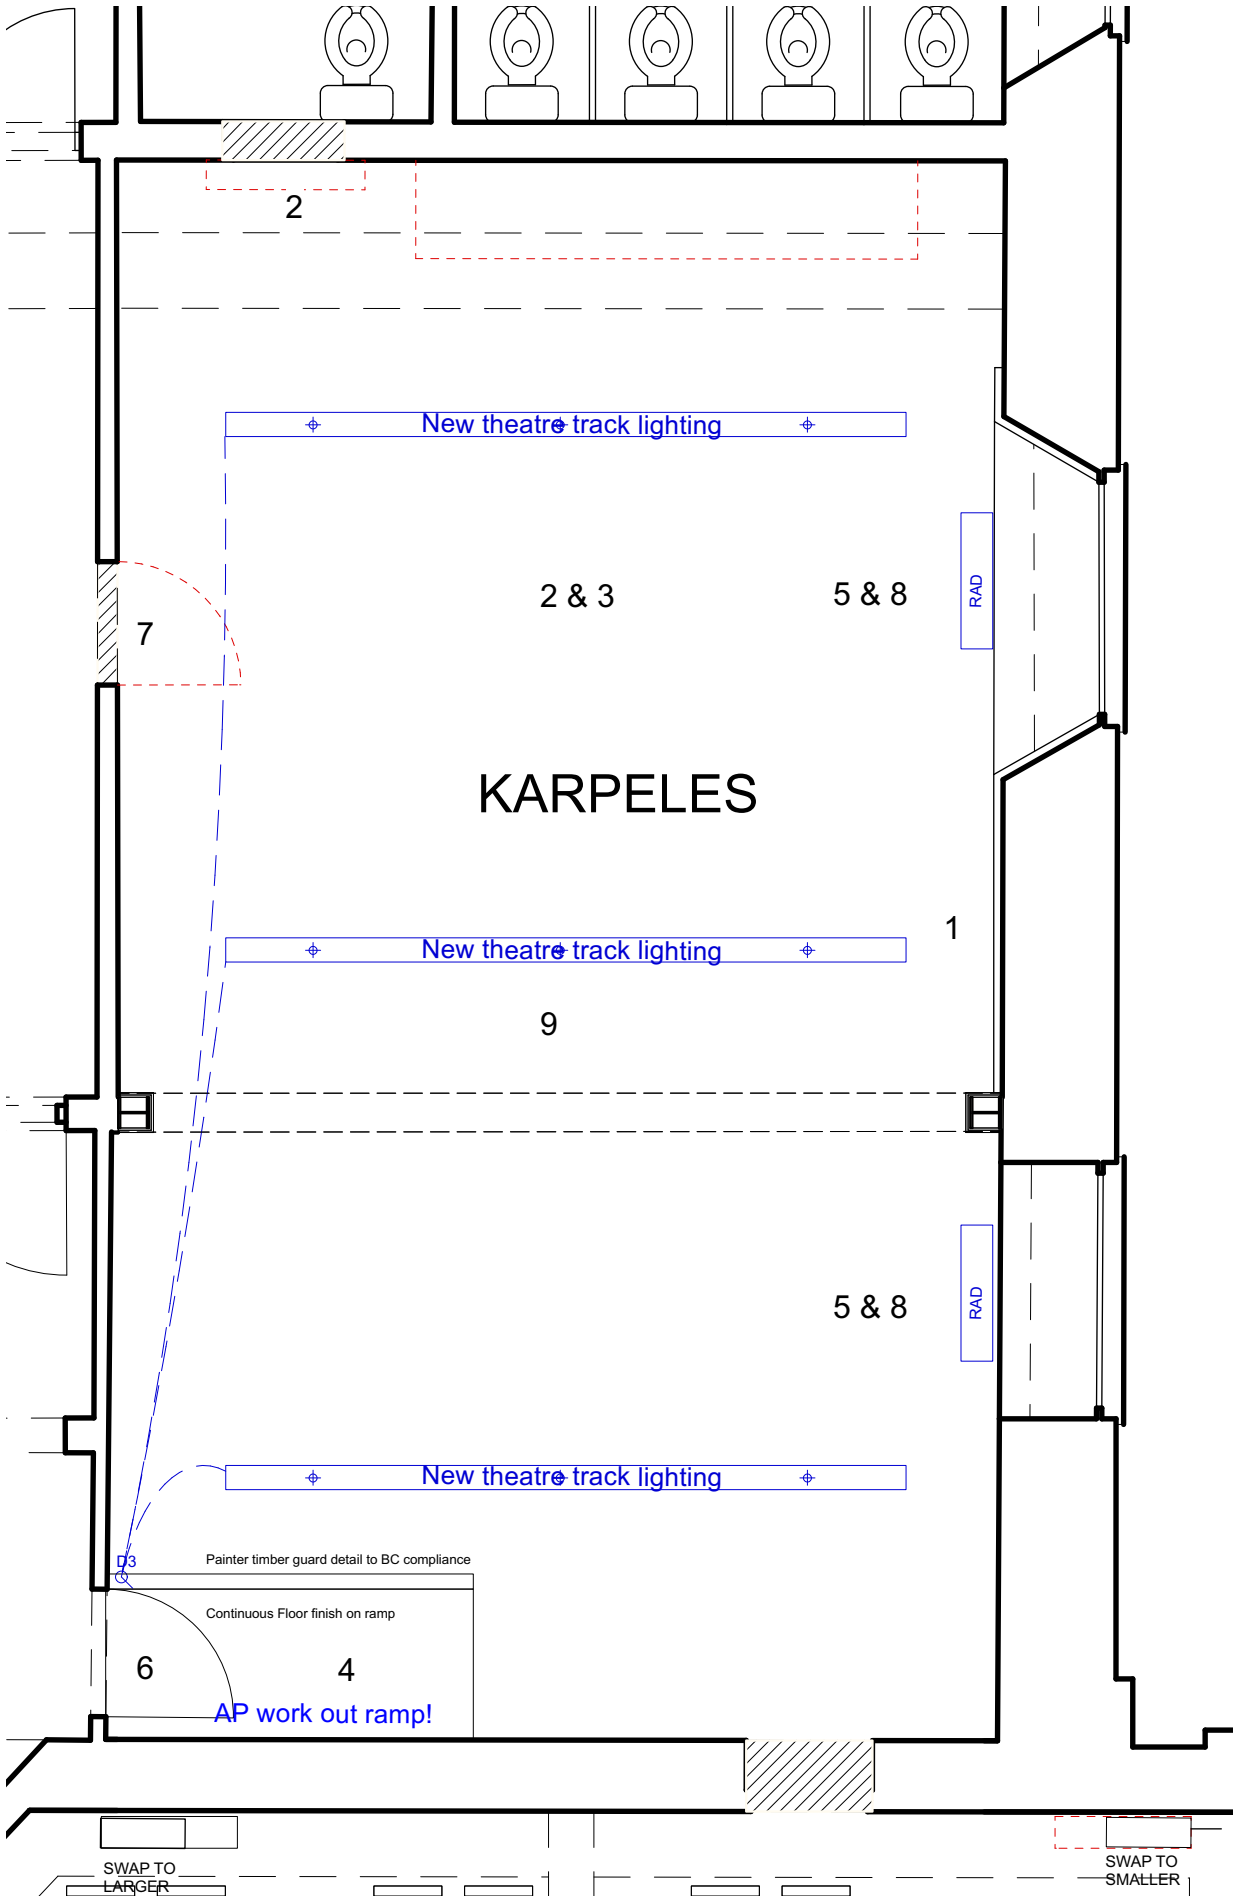 2
New theatre track lighting
2 & 3
5 & 8
RAD
7
KARPELES
1
New theatre track lighting
9
5 & 8
RAD
New theatre track lighting
D3
Painter timber guard detail to BC compliance
Continuous Floor finish on ramp
6
4
AP work out ramp!
SWAP TO
LARGER
SWAP TO
SMALLER